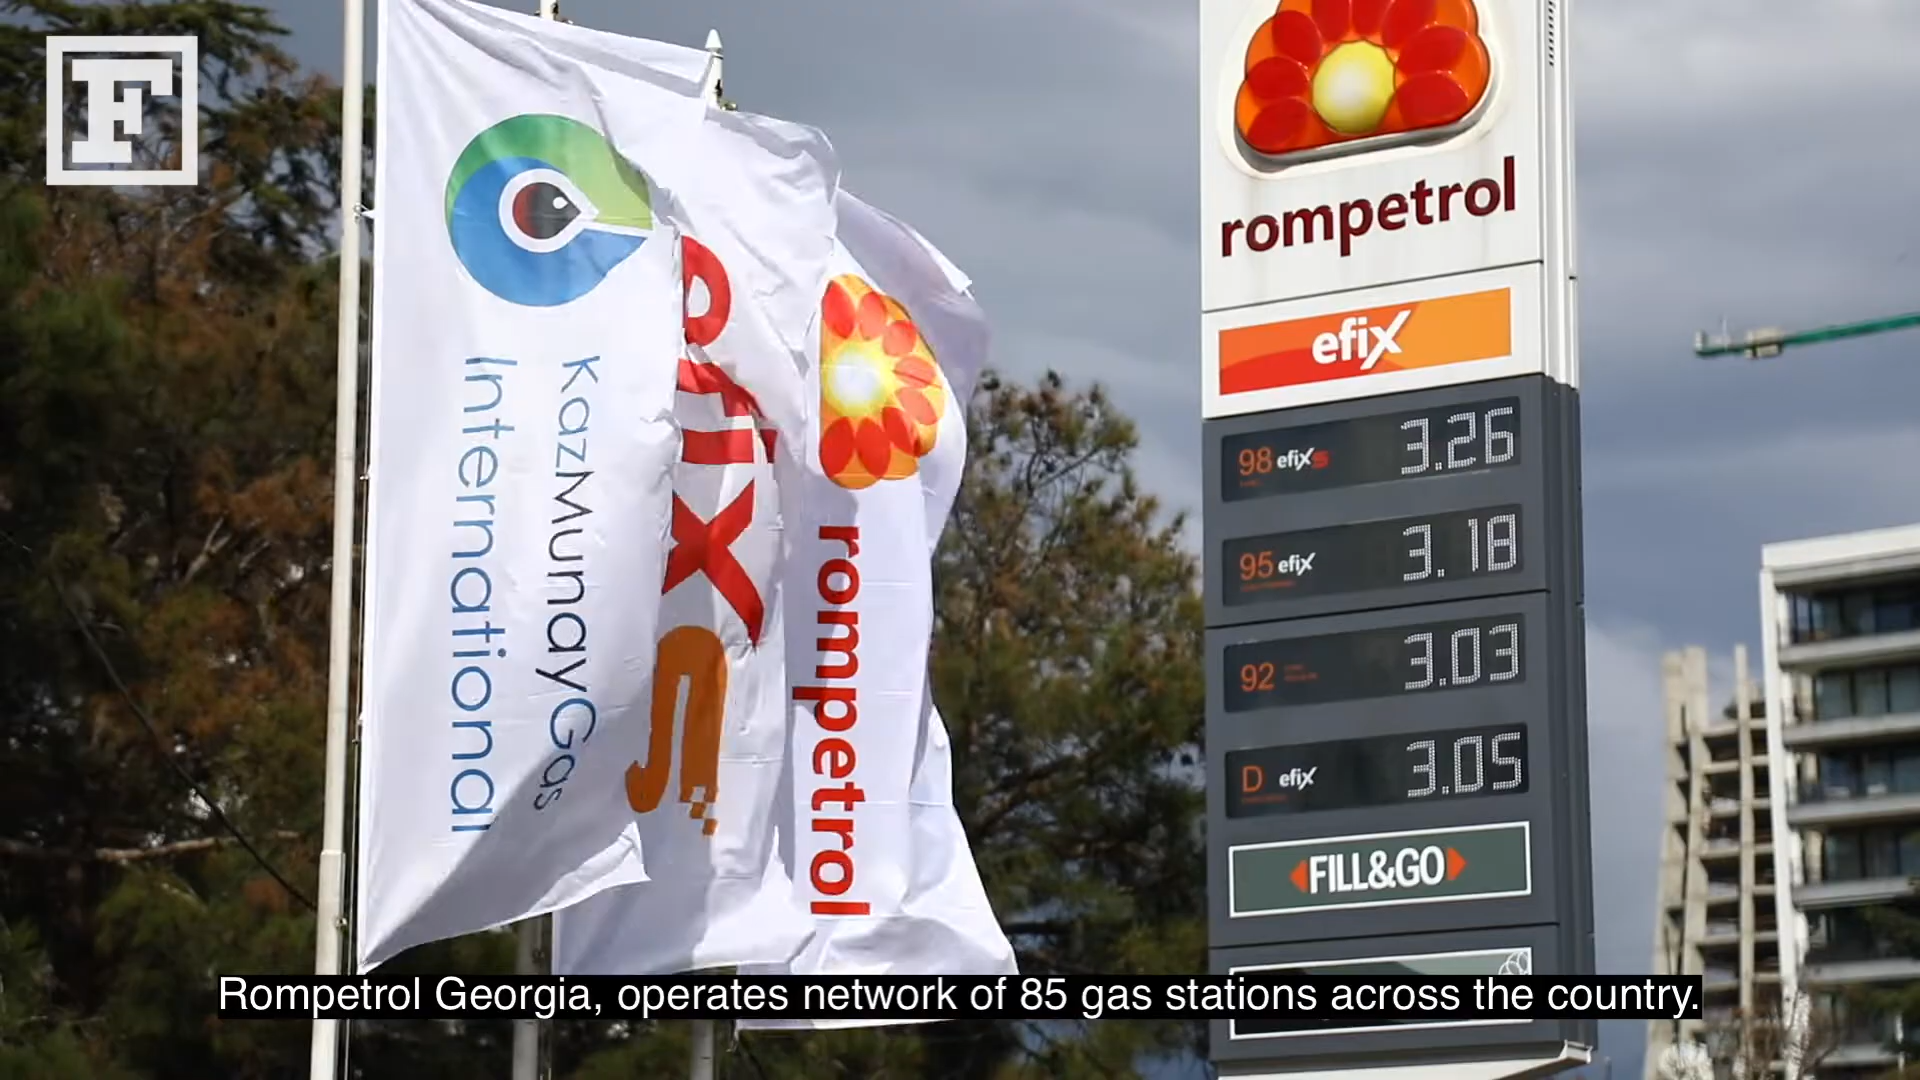 F
KazMunayGas
International
efix s
rompetrol
rompetrol
efix
98 efix s 3.26
95 efix 3.18
92 3.03
D efix 3.05
FILL&GO
Rompetrol Georgia, operates network of 85 gas stations across the country.